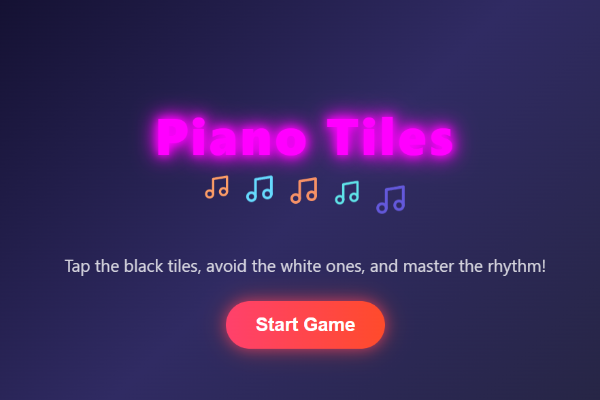 Piano Tiles
Tap the black tiles, avoid the white ones, and master the rhythm!
Start Game